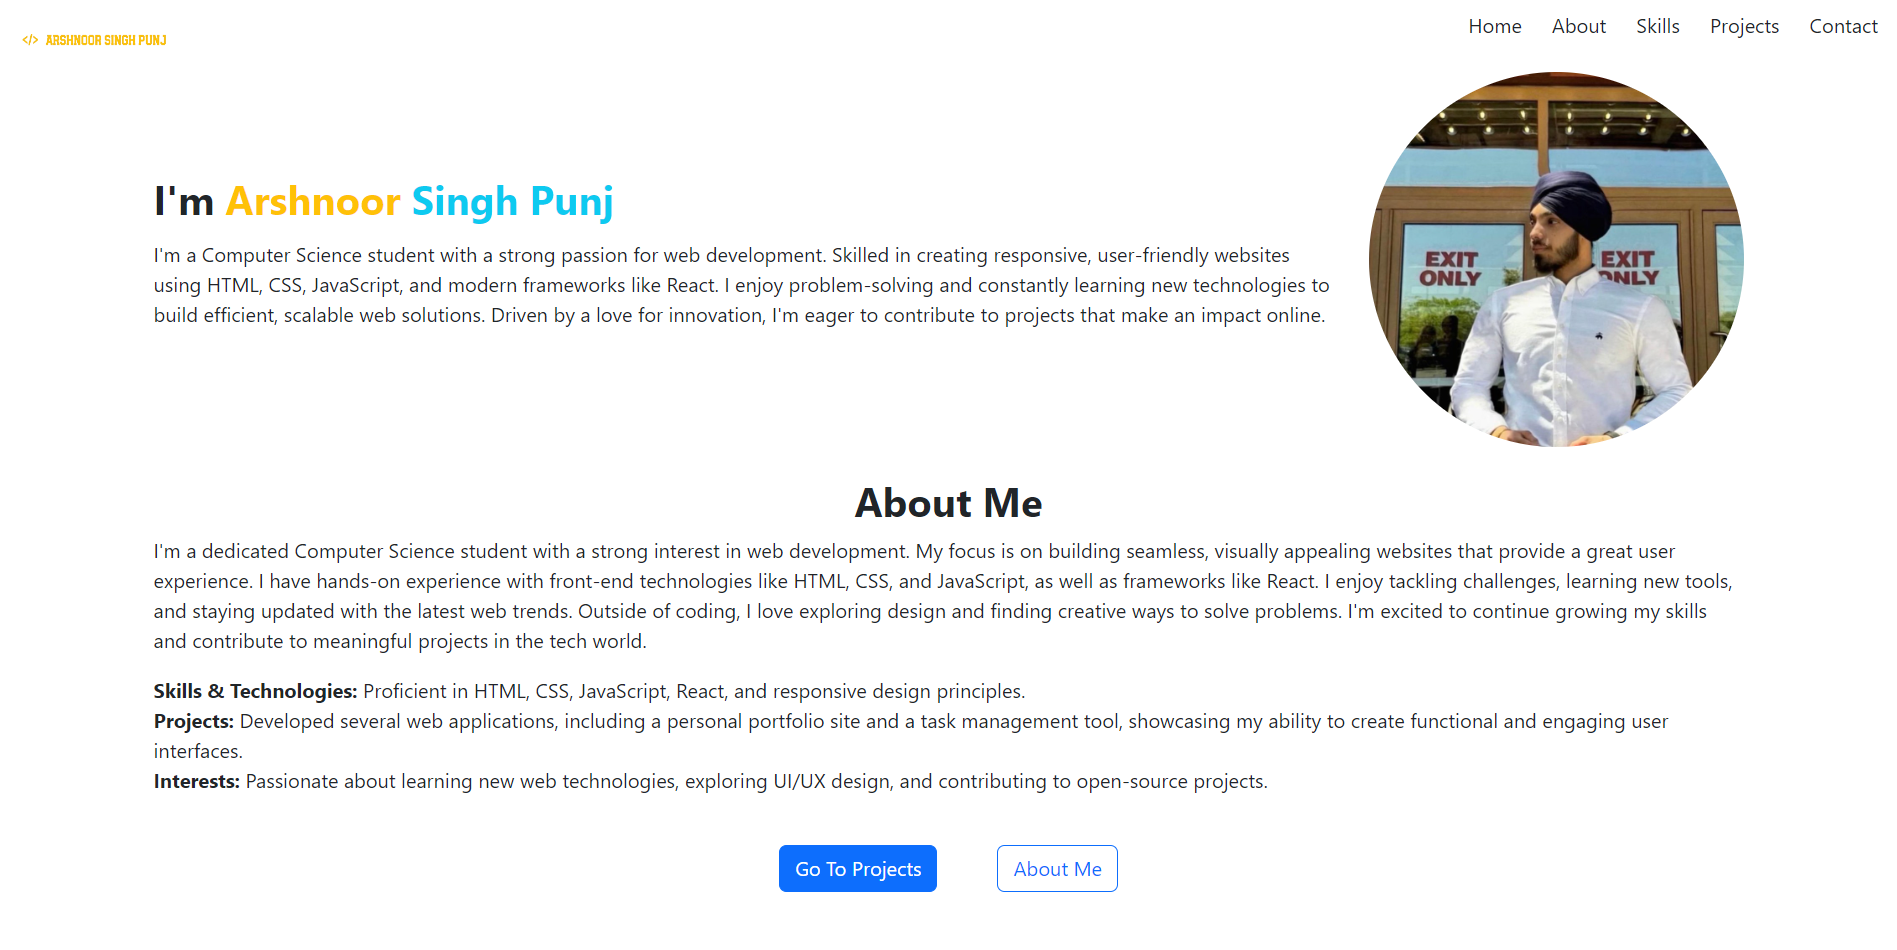 </> ARSHNOOR SINGH PUNJ
Home About Skills Projects Contact
I'm Arshnoor Singh Punj
I'm a Computer Science student with a strong passion for web development. Skilled in creating responsive, user-friendly websites
using HTML, CSS, JavaScript, and modern frameworks like React. I enjoy problem-solving and constantly learning new technologies to
build efficient, scalable web solutions. Driven by a love for innovation, I'm eager to contribute to projects that make an impact online.
EXIT
ONLY
EXIT
ONLY
About Me
I'm a dedicated Computer Science student with a strong interest in web development. My focus is on building seamless, visually appealing websites that provide a great user
experience. I have hands-on experience with front-end technologies like HTML, CSS, and JavaScript, as well as frameworks like React. I enjoy tackling challenges, learning new tools,
and staying updated with the latest web trends. Outside of coding, I love exploring design and finding creative ways to solve problems. I'm excited to continue growing my skills
and contribute to meaningful projects in the tech world.
Skills & Technologies: Proficient in HTML, CSS, JavaScript, React, and responsive design principles.
Projects: Developed several web applications, including a personal portfolio site and a task management tool, showcasing my ability to create functional and engaging user
interfaces.
Interests: Passionate about learning new web technologies, exploring UI/UX design, and contributing to open-source projects.
Go To Projects
About Me